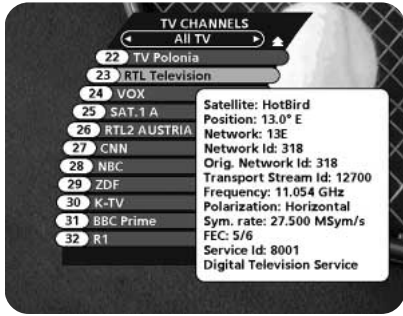 TV CHANNELS
All TV
22 TV Polonia
23 RTL Television
24 VOX
25 SAT.1 A
26 RTL2 AUSTRIA
27 CNN
28 NBC
29 ZDF
30 K-TV
31 BBC Prime
32 R1
Satellite: HotBird
Position: 13.0° E
Network: 13E
Network Id: 318
Orig. Network Id: 318
Transport Stream Id: 12700
Frequency: 11.054 GHz
Polarization: Horizontal
Sym. rate: 27.500 MSym/s
FEC: 5/6
Service Id: 8001
Digital Television Service